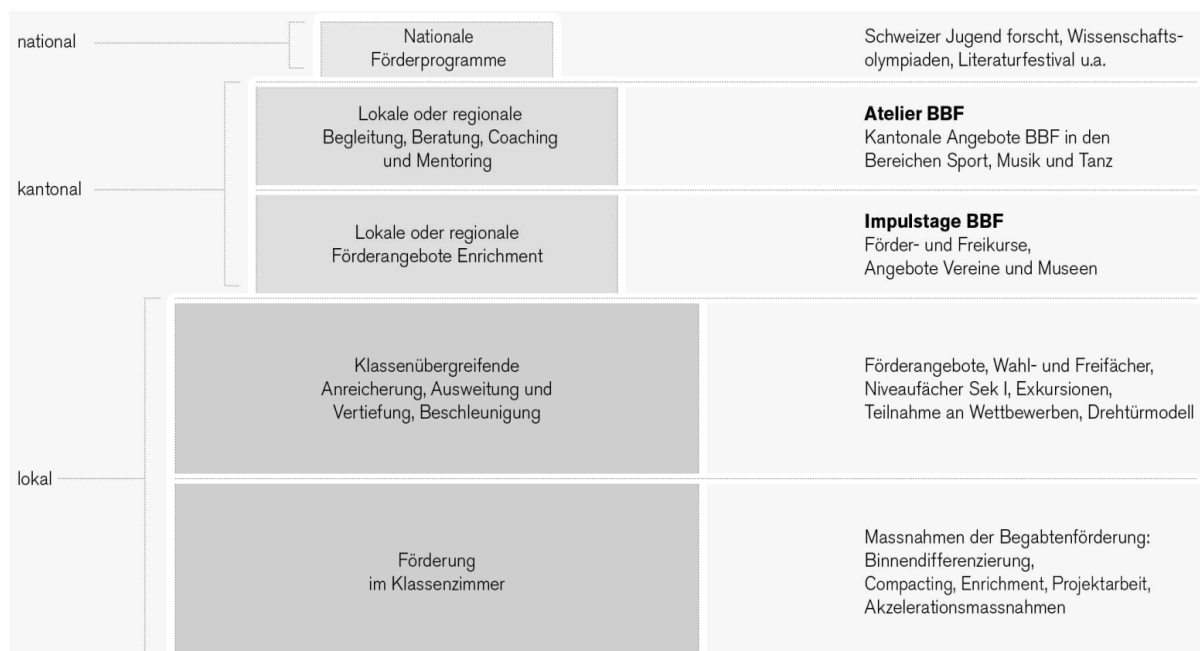 national
Nationale
Förderprogramme
Schweizer Jugend forscht, Wissenschafts-
olympiaden, Literaturfestival u.a.
kantonal
Lokale oder regionale
Begleitung, Beratung, Coaching
und Mentoring
Atelier BBF
Kantonale Angebote BBF in den
Bereichen Sport, Musik und Tanz
Lokale oder regionale
Förderangebote Enrichment
Impulstage BBF
Förder- und Freikurse,
Angebote Vereine und Museen
lokal
Klassenübergreifende
Anreicherung, Ausweitung und
Vertiefung, Beschleunigung
Förderangebote, Wahl- und Freifächer,
Niveaufächer Sek I, Exkursionen,
Teilnahme an Wettbewerben, Drehtürmodell
Förderung
im Klassenzimmer
Massnahmen der Begabtenförderung:
Binnendifferenzierung,
Compacting, Enrichment, Projektarbeit,
Akzelerationsmassnahmen